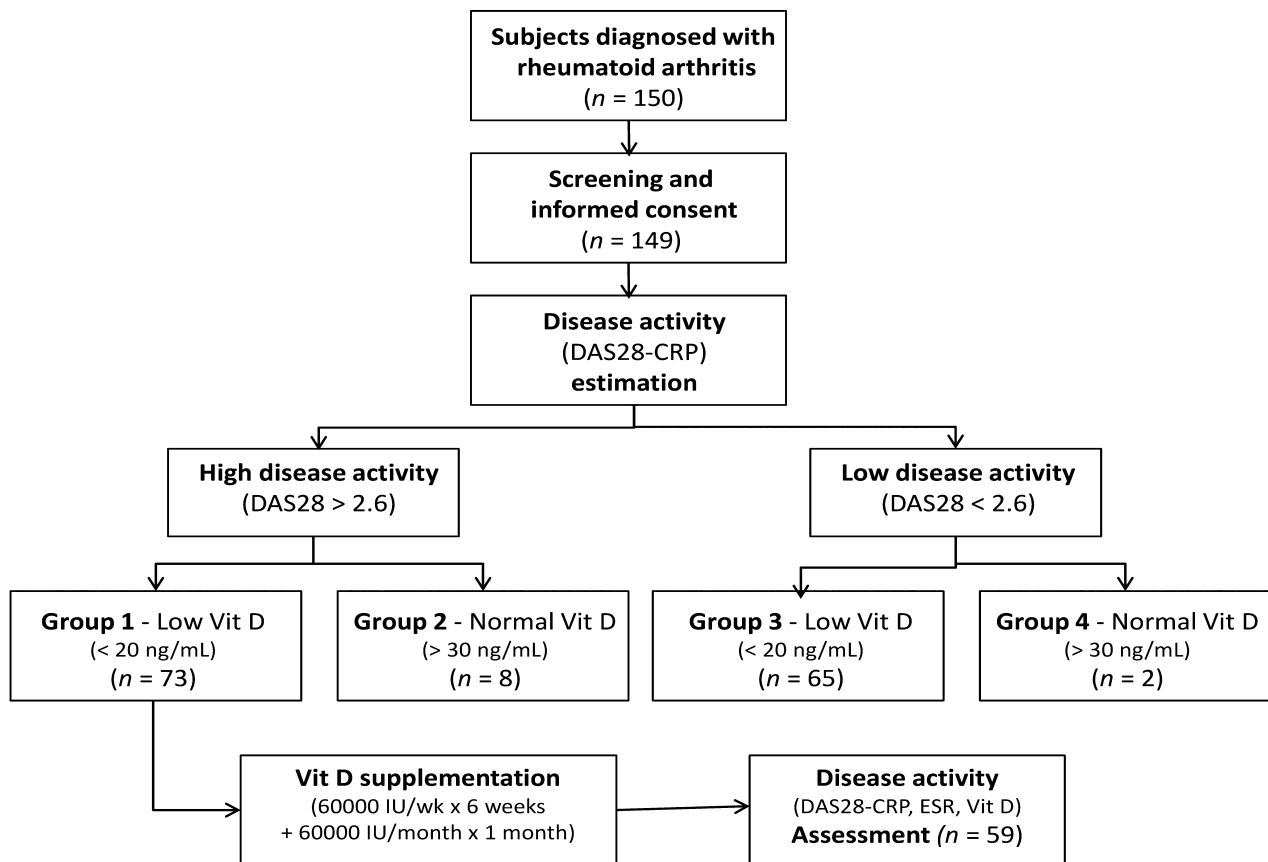 Subjects diagnosed with
rheumatoid arthritis
(n = 150)
Screening and
informed consent
(n = 149)
Disease activity
(DAS28-CRP)
estimation
High disease activity
(DAS28 > 2.6)
Low disease activity
(DAS28 < 2.6)
Group 1 - Low Vit D
(< 20 ng/mL)
(n = 73)
Group 2 - Normal Vit D
(> 30 ng/mL)
(n = 8)
Group 3 - Low Vit D
(< 20 ng/mL)
(n = 65)
Group 4 - Normal Vit D
(> 30 ng/mL)
(n = 2)
Vit D supplementation
(60000 IU/wk x 6 weeks
+ 60000 IU/month x 1 month)
Disease activity
(DAS28-CRP, ESR, Vit D)
Assessment (n = 59)